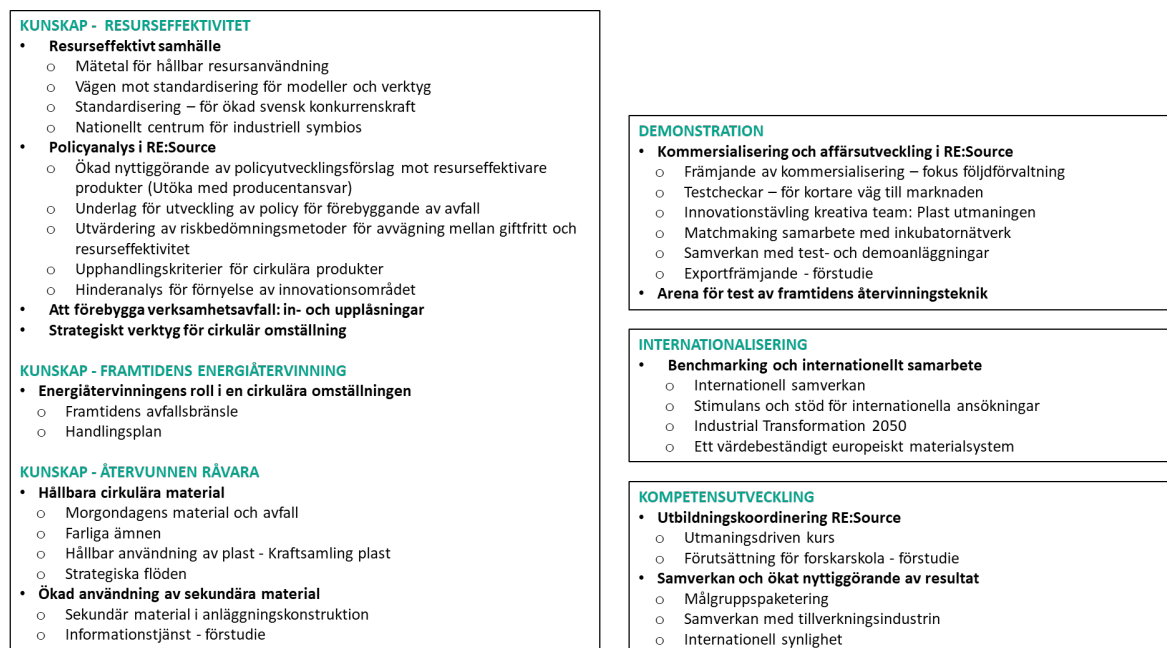 KUNSKAP - RESURSEFFEKTIVITET
• Resurseffektivt samhälle
o Mätetal för hållbar resursanvändning
o Vägen mot standardisering för modeller och verktyg
o Standardisering – för ökad svensk konkurrenskraft
o Nationellt centrum för industriell symbios
• Policyanalys i RE:Source
o Ökad nyttiggörande av policyutvecklingsförslag mot resurseffektivare
produkter (Utöka med producentansvar)
o Underlag för utveckling av policy för förebyggande av avfall
o Utvärdering av riskbedömningsmetoder för avvägning mellan giftfritt och
resurseffektivitet
o Upphandlingskriterier för cirkulära produkter
o Hinderanalys för förnyelse av innovationsområdet
• Att förebygga verksamhetsavfall: in- och upplåsningar
• Strategiskt verktyg för cirkulär omställning
KUNSKAP - FRAMTIDENS ENERGIÅTERVINNING
• Energiåtervinningens roll i en cirkulära omställningen
o Framtidens avfallsbränsle
o Handlingsplan
KUNSKAP - ÅTERVUNNEN RÅVARA
• Hållbara cirkulära material
o Morgondagens material och avfall
o Farliga ämnen
o Hållbar användning av plast - Kraftsamling plast
o Strategiska flöden
• Ökad användning av sekundära material
o Sekundär material i anläggningskonstruktion
o Informationstjänst - förstudie
DEMONSTRATION
• Kommersialisering och affärsutveckling i RE:Source
o Främjande av kommersialisering – fokus följdförvaltning
o Testcheckar – för kortare väg till marknaden
o Innovationstävling kreativa team: Plast utmaningen
o Matchmaking samarbete med inkubatornätverk
o Samverkan med test- och demoanläggningar
o Exportfrämjande - förstudie
• Arena för test av framtidens återvinningsteknik
INTERNATIONALISERING
• Benchmarking och internationellt samarbete
o Internationell samverkan
o Stimulans och stöd för internationella ansökningar
o Industrial Transformation 2050
o Ett värdebeständigt europeiskt materialsystem
KOMPETENSUTVECKLING
• Utbildningskoordinering RE:Source
o Utmaningsdriven kurs
o Förutsättning för forskarskola - förstudie
• Samverkan och ökat nyttiggörande av resultat
o Målgruppspaketering
o Samverkan med tillverkningsindustrin
o Internationell synlighet